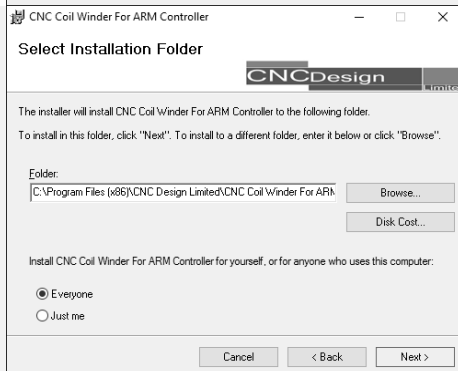 CNC Coil Winder For ARM Controller
Select Installation Folder
CNCDesign
Limite
The installer will install CNC Coil Winder For ARM Controller to the following folder.
To install in this folder, click "Next". To install to a different folder, enter it below or click "Browse".
Folder:
C:\Program Files (x86)\CNC Design Limited\CNC Coil Winder For ARM
Browse...
Disk Cost...
Install CNC Coil Winder For ARM Controller for yourself, or for anyone who uses this computer:
Everyone
Just me
Cancel
< Back
Next >